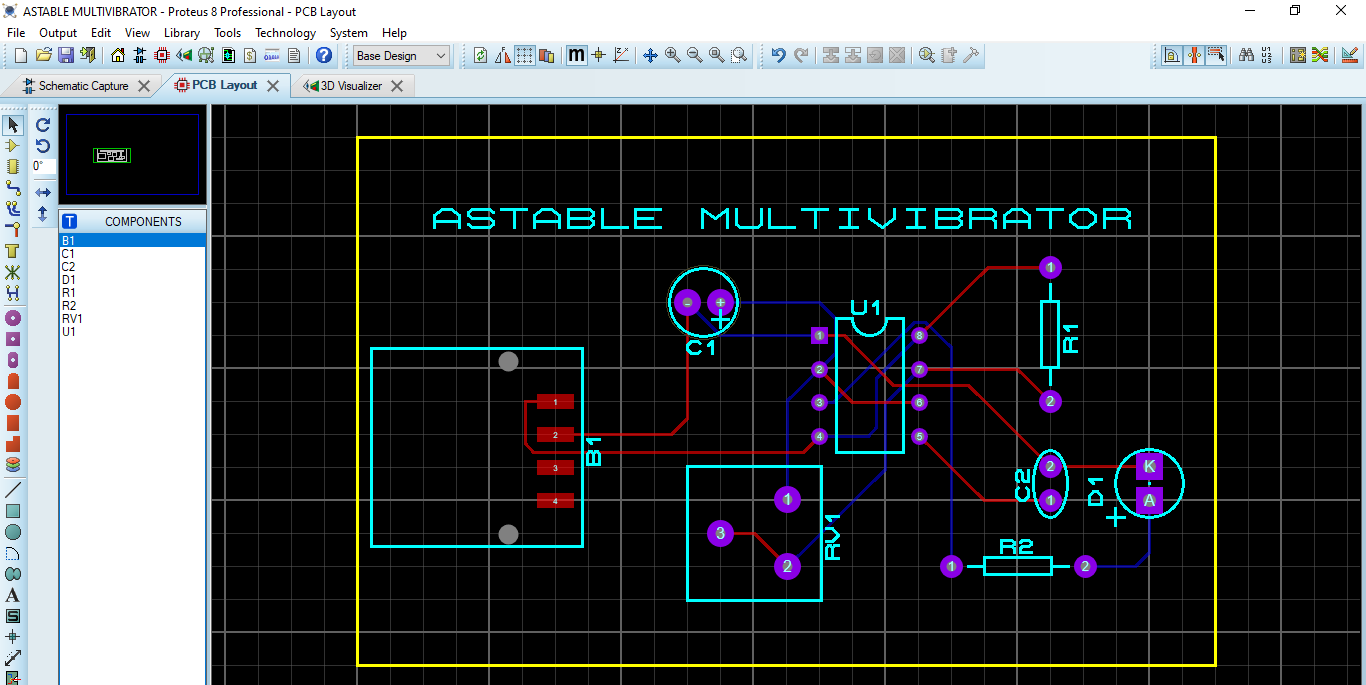 ASTABLE MULTIVIBRATOR - Proteus 8 Professional - PCB Layout
File Output Edit View Library Tools Technology System Help
Base Design
Schematic Capture PCB Layout 3D Visualizer
0°
COMPONENTS
B1
C1
C2
D1
R1
R2
RV1
U1
ASTABLE MULTIVIBRATOR
1
- +
U1
C1
1 8
R1
2 7
1
3 6
2
2
4 5
B1
3
4
2 K
C2
1 A
D1
1
RV1
3
2
R2
1 2